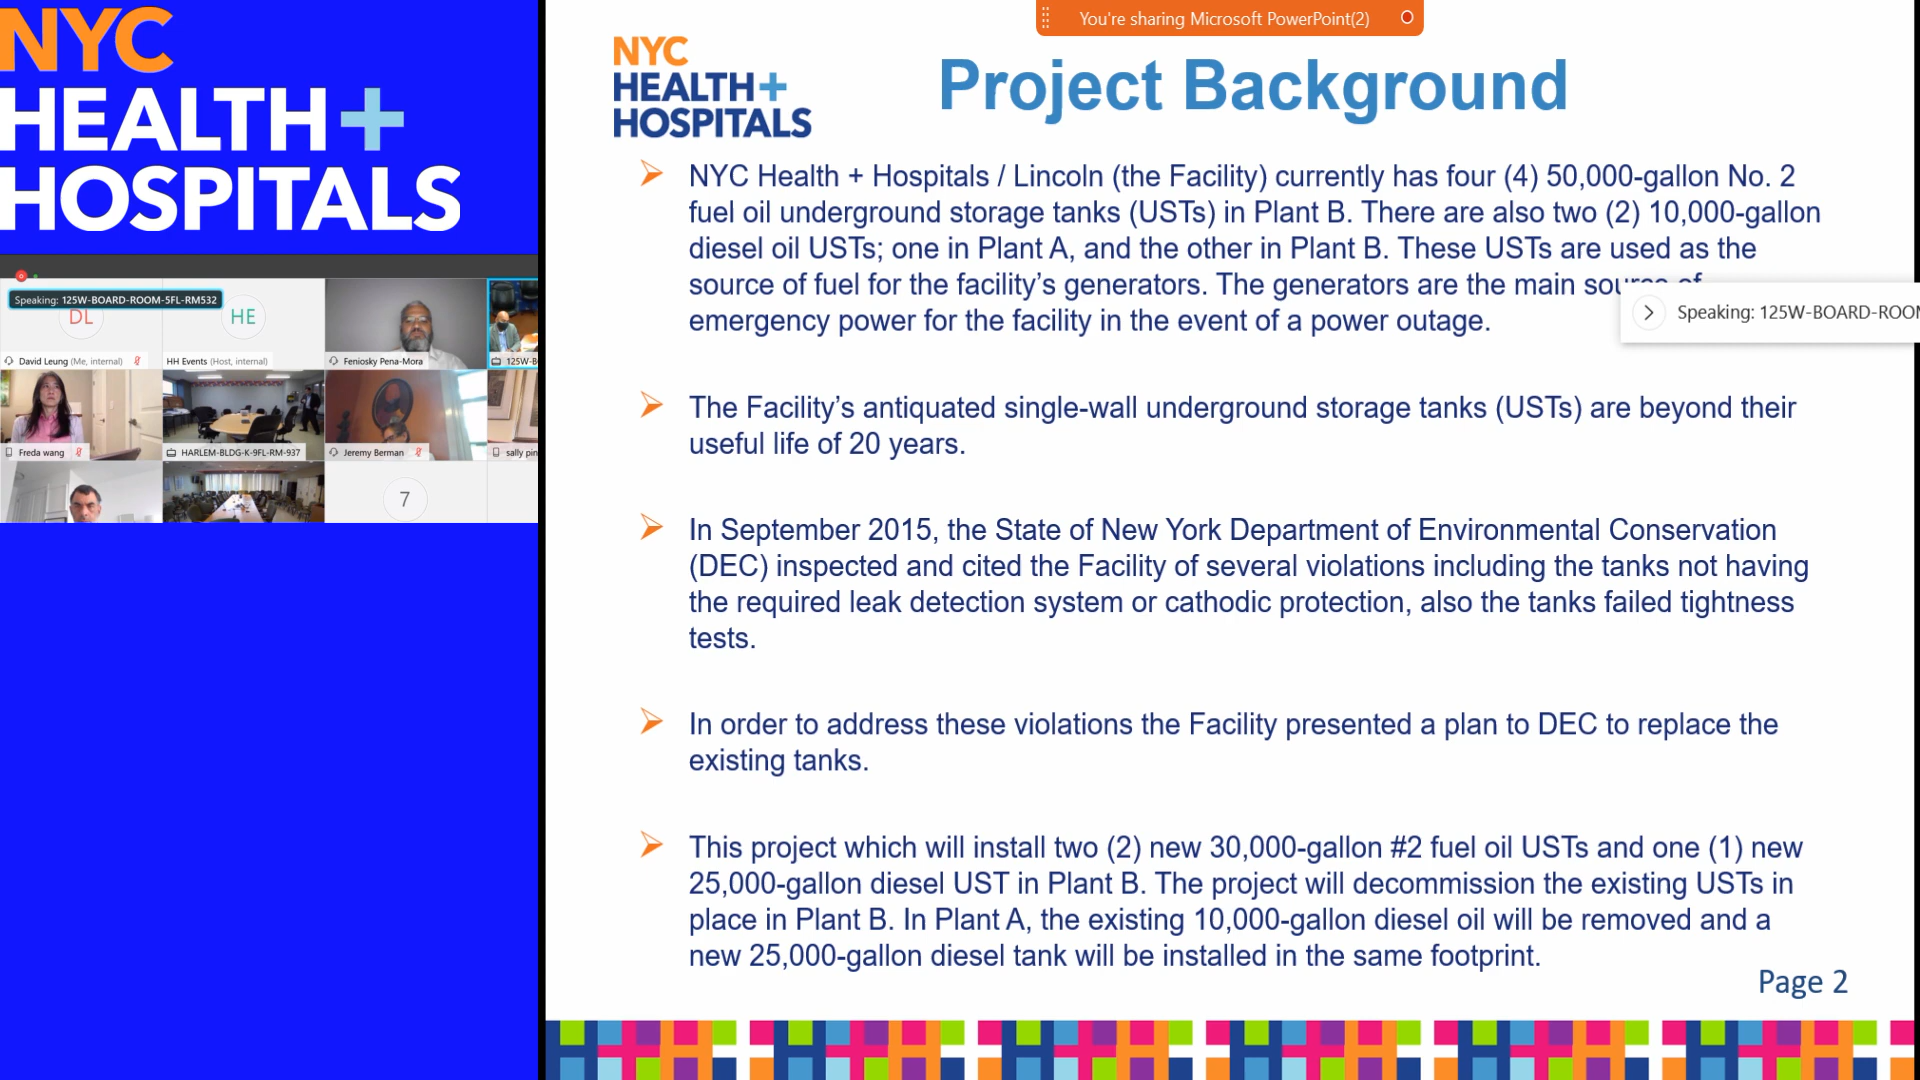 NYC
HEALTH+
HOSPITALS
Speaking: 125W-BOARD-ROOM-5FL-RM532
DL
HE
David Leung (Me, internal)
HH Events (Host, internal)
Feniosky Pena-Mora
125W-B
Freda wang
HARLEM-BLDG-K-9FL-RM-937
Jeremy Berman
sally pin
7
You're sharing Microsoft PowerPoint(2)
NYC
HEALTH+
HOSPITALS
Project Background
NYC Health + Hospitals / Lincoln (the Facility) currently has four (4) 50,000-gallon No. 2
fuel oil underground storage tanks (USTs) in Plant B. There are also two (2) 10,000-gallon
diesel oil USTs; one in Plant A, and the other in Plant B. These USTs are used as the
source of fuel for the facility’s generators. The generators are the main source of
emergency power for the facility in the event of a power outage.
Speaking: 125W-BOARD-ROOM
The Facility’s antiquated single-wall underground storage tanks (USTs) are beyond their
useful life of 20 years.
In September 2015, the State of New York Department of Environmental Conservation
(DEC) inspected and cited the Facility of several violations including the tanks not having
the required leak detection system or cathodic protection, also the tanks failed tightness
tests.
In order to address these violations the Facility presented a plan to DEC to replace the
existing tanks.
This project which will install two (2) new 30,000-gallon #2 fuel oil USTs and one (1) new
25,000-gallon diesel UST in Plant B. The project will decommission the existing USTs in
place in Plant B. In Plant A, the existing 10,000-gallon diesel oil will be removed and a
new 25,000-gallon diesel tank will be installed in the same footprint.
Page 2